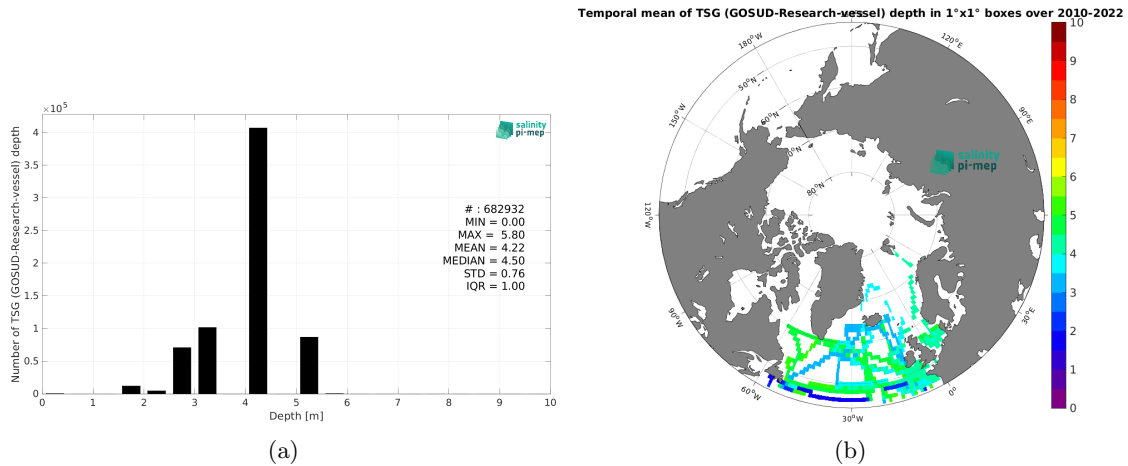 ×10⁵
4
3.5
3
2.5
2
1.5
1
0.5
0
0 1 2 3 4 5 6 7 8 9 10
Number of TSG (GOSUD-Research-vessel) depth
Depth [m]
salinity
pi-mep
# : 682932
MIN = 0.00
MAX = 5.80
MEAN = 4.22
MEDIAN = 4.50
STD = 0.76
IQR = 1.00
(a)
Temporal mean of TSG (GOSUD-Research-vessel) depth in 1°x1° boxes over 2010-2022
180°W
120°E
150°W
90°E
120°W
90°W
30°E
60°W
0°
30°W
50°N
60°N
80°N
salinity
pi-mep
10
9
8
7
6
5
4
3
2
1
0
(b)